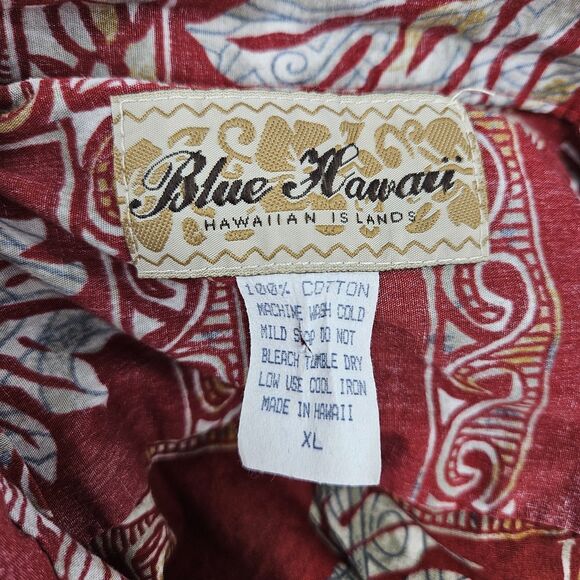 Blue Hawaii
HAWAIIAN ISLANDS
100% COTTON
MACHINE WASH COLD
MILD SOAP DO NOT
BLEACH TUMBLE DRY
LOW USE COOL IRON
MADE IN HAWAII
XL